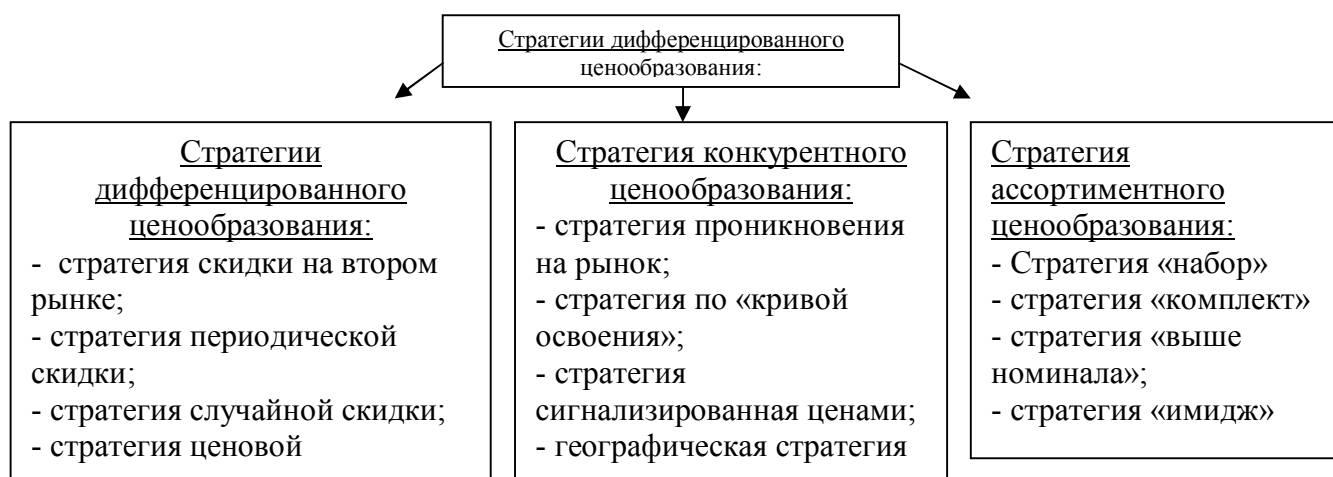 Стратегии дифференцированного
ценообразования:
Стратегии
дифференцированного
ценообразования:
- стратегия скидки на втором
рынке;
- стратегия периодической
скидки;
- стратегия случайной скидки;
- стратегия ценовой
Стратегия конкурентного
ценообразования:
- стратегия проникновения
на рынок;
- стратегия по «кривой
освоения»;
- стратегия
сигнализированная ценами;
- географическая стратегия
Стратегия
ассортиментного
ценообразования:
- Стратегия «набор»
- стратегия «комплект»
- стратегия «выше
номинала»;
- стратегия «имидж»